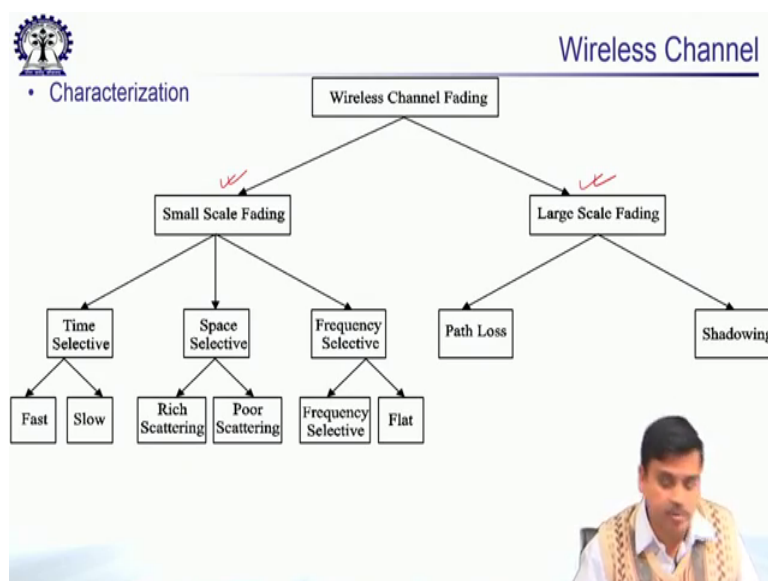 Wireless Channel
• Characterization
Wireless Channel Fading
Small Scale Fading
Large Scale Fading
Time
Selective
Space
Selective
Frequency
Selective
Path Loss
Shadowing
Fast
Slow
Rich
Scattering
Poor
Scattering
Frequency
Selective
Flat